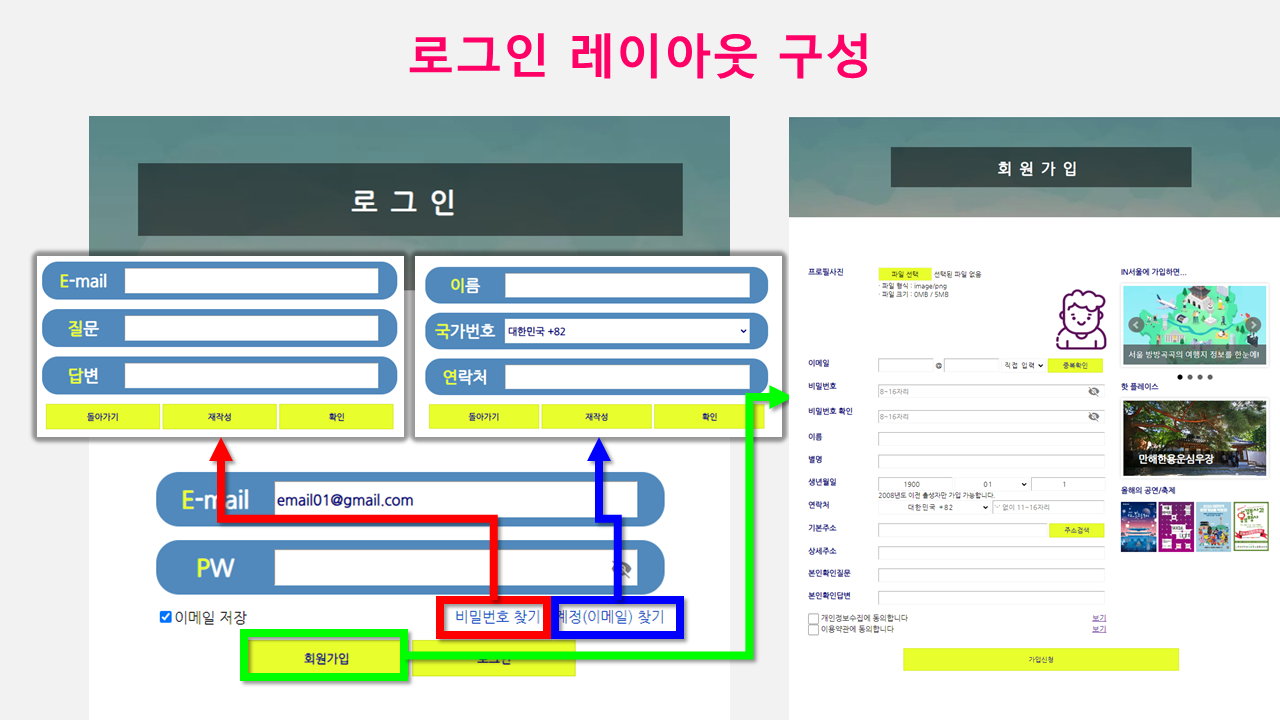 로그인 레이아웃 구성
로 그 인
E-mail
질문
답변
돌아가기 재작성 확인
이름
국가번호 대한민국 +82
연락처
돌아가기 재작성 확인
E-mail email01@gmail.com
PW
이메일 저장 비밀번호 찾기 계정(이메일) 찾기
회원가입 로그인
회 원 가 입
프로필사진 파일 선택 선택된 파일 없음
· 파일 형식 : image/png
· 파일 크기 : 0MB / 5MB
이메일 @ 직접 입력 중복확인
비밀번호 8~16자리
비밀번호 확인 8~16자리
이름
별명
생년월일 1900 01 1
2008년도 이전 출생자만 가입 가능합니다.
연락처 대한민국 +82 '-' 없이 11~16자리
기본주소 주소검색
상세주소
본인확인질문
본인확인답변
개인정보수집에 동의합니다 보기
이용약관에 동의합니다 보기
가입신청
IN서울에 가입하면...
서울 방방곡곡의 여행지 정보를 한눈에!
핫 플레이스
만해한용운심우장
올해의 공연/축제